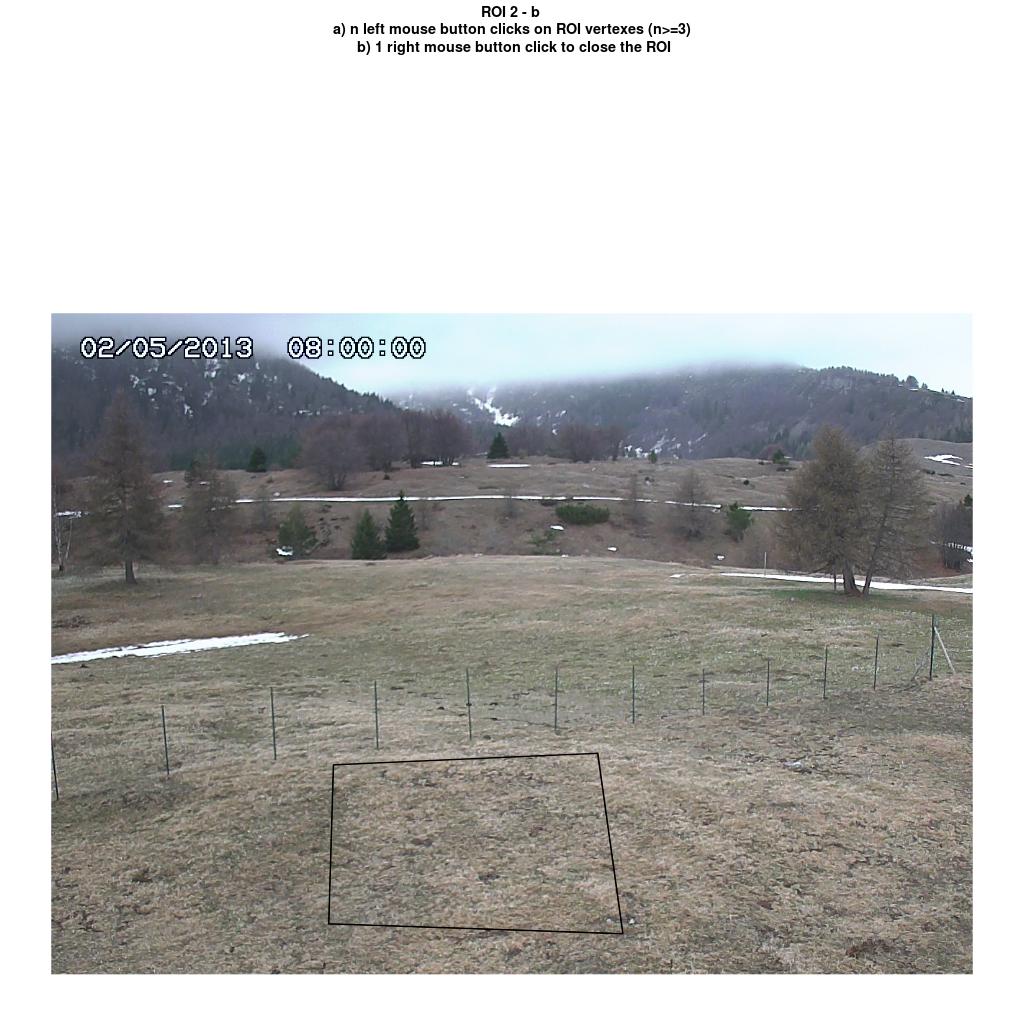 ROI 2 - b
a) n left mouse button clicks on ROI vertexes (n>=3)
b) 1 right mouse button click to close the ROI
02/05/2013 08:00:00